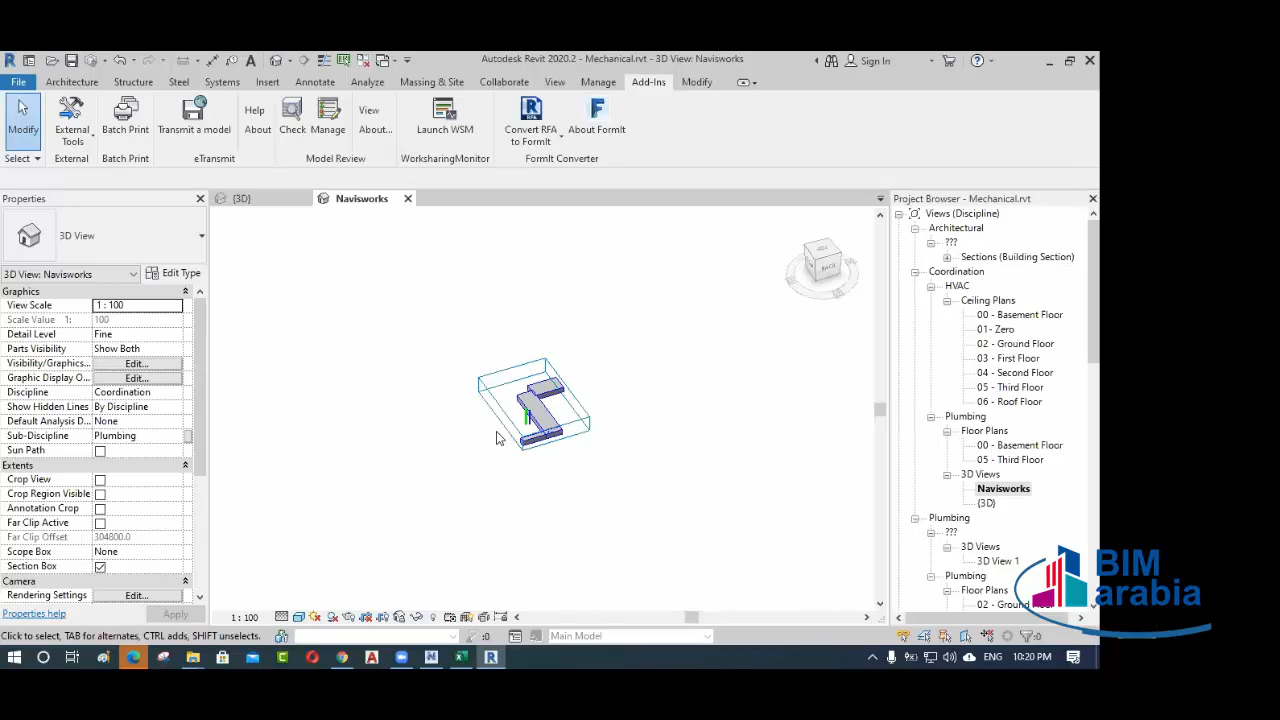 Autodesk Revit 2020.2 - Mechanical.rvt - 3D View: Navisworks
Sign In
File Architecture Structure Steel Systems Insert Annotate Analyze Massing & Site Collaborate View Manage Add-Ins Modify
Modify
External Tools
Batch Print
Transmit a model
Help
About
Check
Manage
View
About...
Launch WSM
Convert RFA to FormIt
About FormIt
Select
External
Batch Print
eTransmit
Model Review
WorksharingMonitor
FormIt Converter
Properties
{3D}
Navisworks
Project Browser - Mechanical.rvt
3D View
3D View: Navisworks
Edit Type
Graphics
View Scale 1 : 100
Scale Value 1: 100
Detail Level Fine
Parts Visibility Show Both
Visibility/Graphics... Edit...
Graphic Display O... Edit...
Discipline Coordination
Show Hidden Lines By Discipline
Default Analysis D... None
Sub-Discipline Plumbing
Sun Path
Extents
Crop View
Crop Region Visible
Annotation Crop
Far Clip Active
Far Clip Offset 304800.0
Scope Box None
Section Box
Camera
Rendering Settings Edit...
Properties help
Apply
BACK
Views (Discipline)
Architectural
???
Sections (Building Section)
Coordination
HVAC
Ceiling Plans
00 - Basement Floor
01- Zero
02 - Ground Floor
03 - First Floor
04 - Second Floor
05 - Third Floor
06 - Roof Floor
Plumbing
Floor Plans
00 - Basement Floor
05 - Third Floor
3D Views
Navisworks
{3D}
Plumbing
???
3D Views
3D View 1
Plumbing
Floor Plans
BIM
arabia
1 : 100
Click to select, TAB for alternates, CTRL adds, SHIFT unselects.
:0
Main Model
:0
ENG
10:20 PM